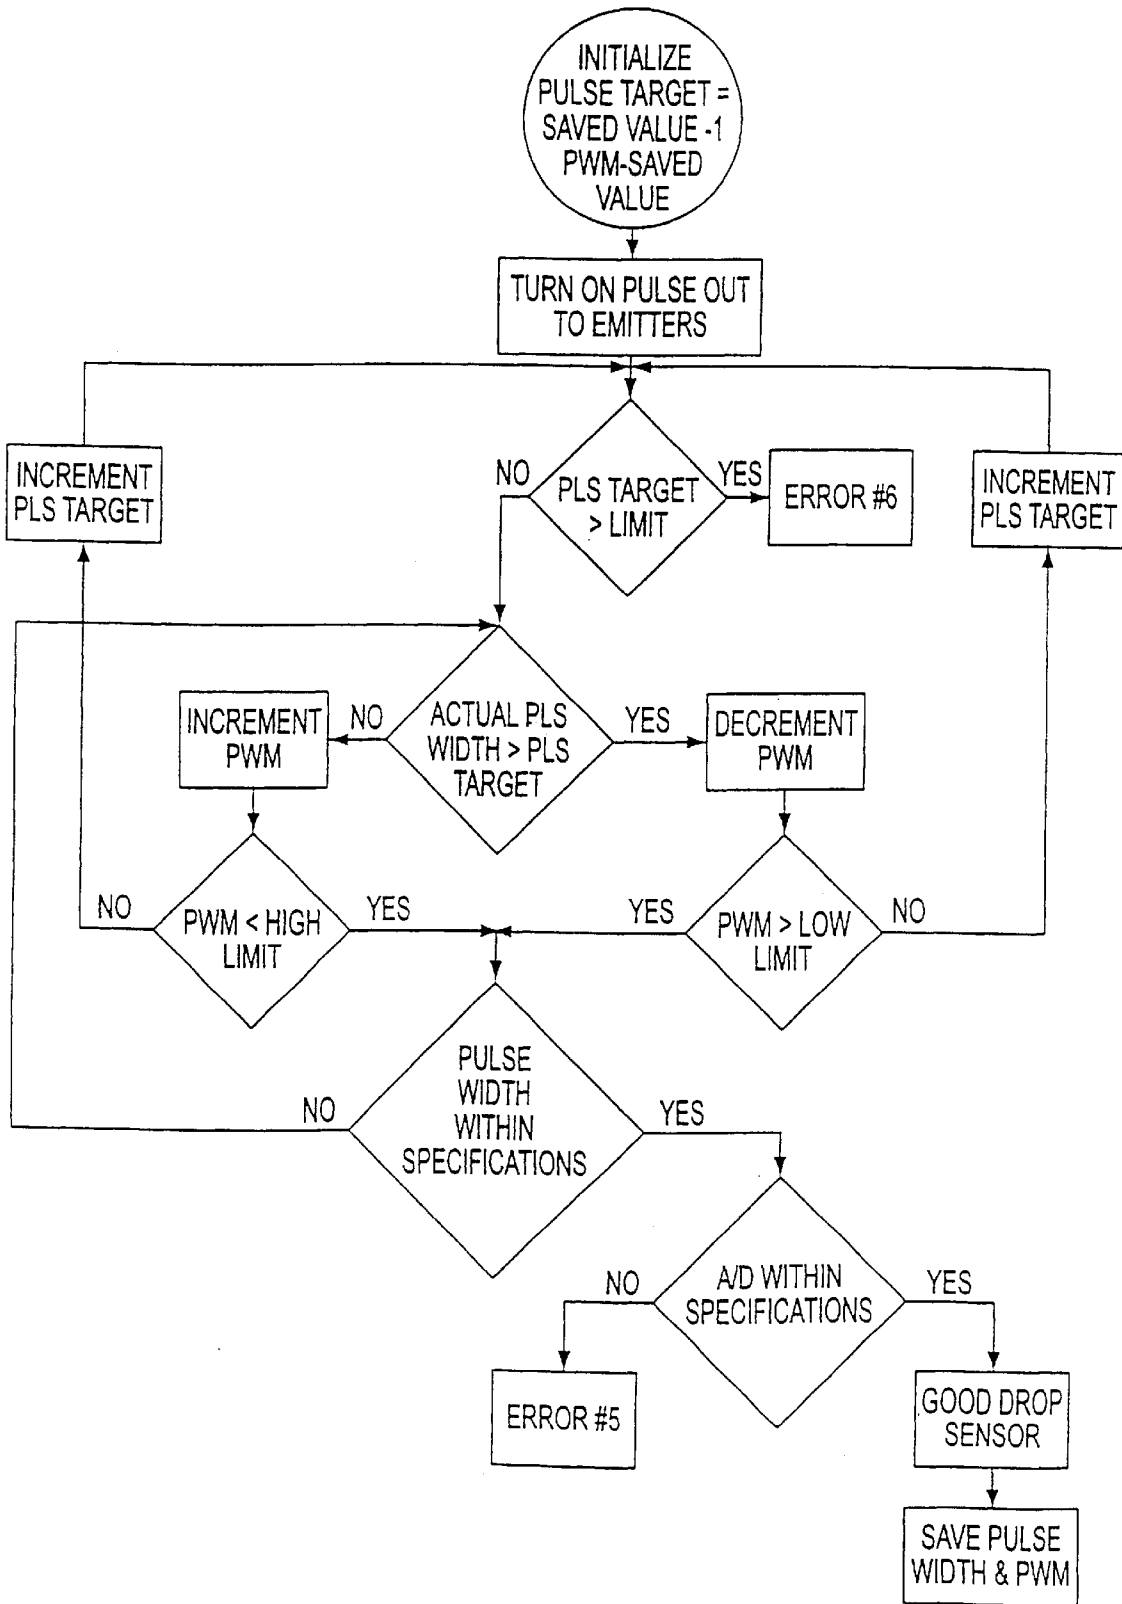 INITIALIZE
PULSE TARGET =
SAVED VALUE -1
PWM-SAVED
VALUE
TURN ON PULSE OUT
TO EMITTERS
INCREMENT
PLS TARGET
NO
PLS TARGET
> LIMIT
YES
ERROR #6
INCREMENT
PLS TARGET
INCREMENT
PWM
NO
ACTUAL PLS
WIDTH > PLS
TARGET
YES
DECREMENT
PWM
NO
PWM < HIGH
LIMIT
YES
YES
PWM > LOW
LIMIT
NO
NO
PULSE
WIDTH
WITHIN
SPECIFICATIONS
YES
NO
A/D WITHIN
SPECIFICATIONS
YES
ERROR #5
GOOD DROP
SENSOR
SAVE PULSE
WIDTH & PWM